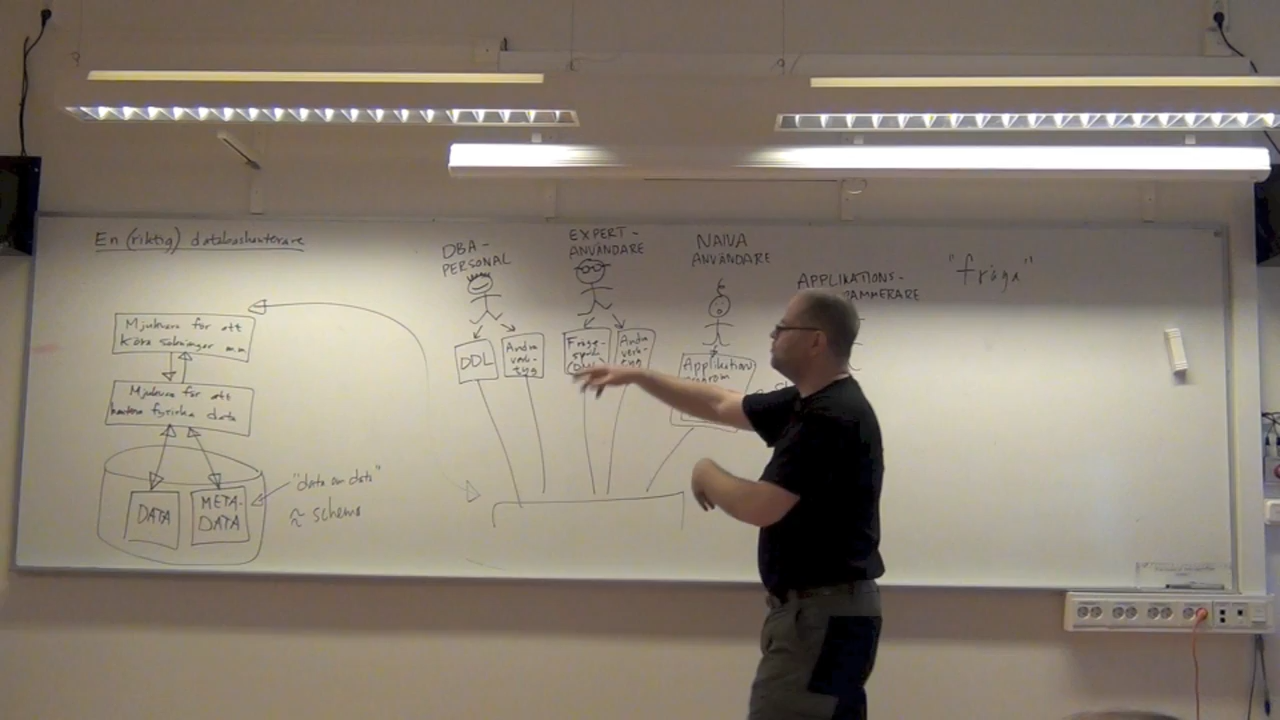 En (riktig) databashanterare
DBA-
PERSONAL
EXPERT-
ANVÄNDARE
NAIVA
ANVÄNDARE
APPLIKATIONS-
RAMMERARE
"fråga"
Mjukvara för att
köra sökningar m m
Mjukvara för att
hantera fysiska data
DATA
META-
DATA
"data om data"
≈ schema
DDL
Andra
verk-
tyg
Fråge-
språk
Andra
verk-
tyg
Applikation